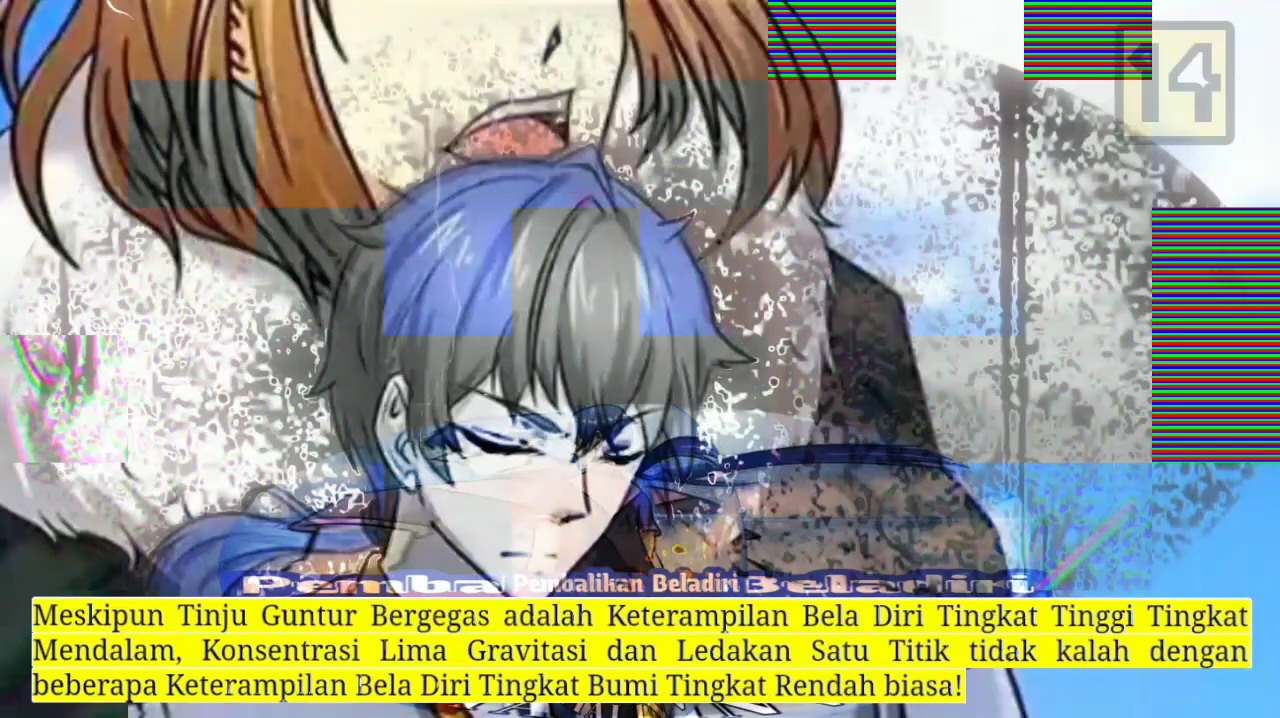 14
Pembalikan Beladiri
Meskipun Tinju Guntur Bergegas adalah Keterampilan Bela Diri Tingkat Tinggi Tingkat
Mendalam, Konsentrasi Lima Gravitasi dan Ledakan Satu Titik tidak kalah dengan
beberapa Keterampilan Bela Diri Tingkat Bumi Tingkat Rendah biasa!